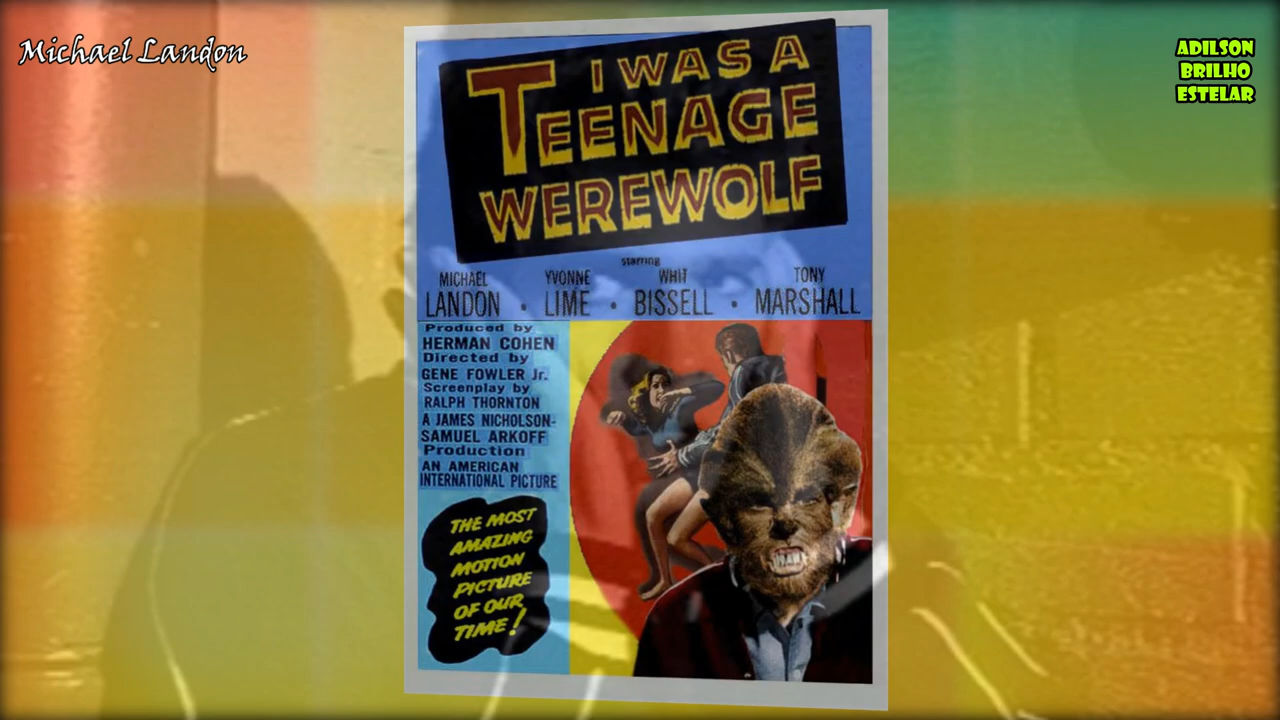 Michael Landon
ADILSON
BRILHO
ESTELAR
I WAS A
TEENAGE
WEREWOLF
starring
MICHAEL LANDON · YVONNE LIME · WHIT BISSELL · TONY MARSHALL
Produced by
HERMAN COHEN
Directed by
GENE FOWLER Jr.
Screenplay by
RALPH THORNTON
A JAMES NICHOLSON-
SAMUEL ARKOFF
Production
AN AMERICAN
INTERNATIONAL PICTURE
THE MOST
AMAZING
MOTION
PICTURE
OF OUR
TIME!